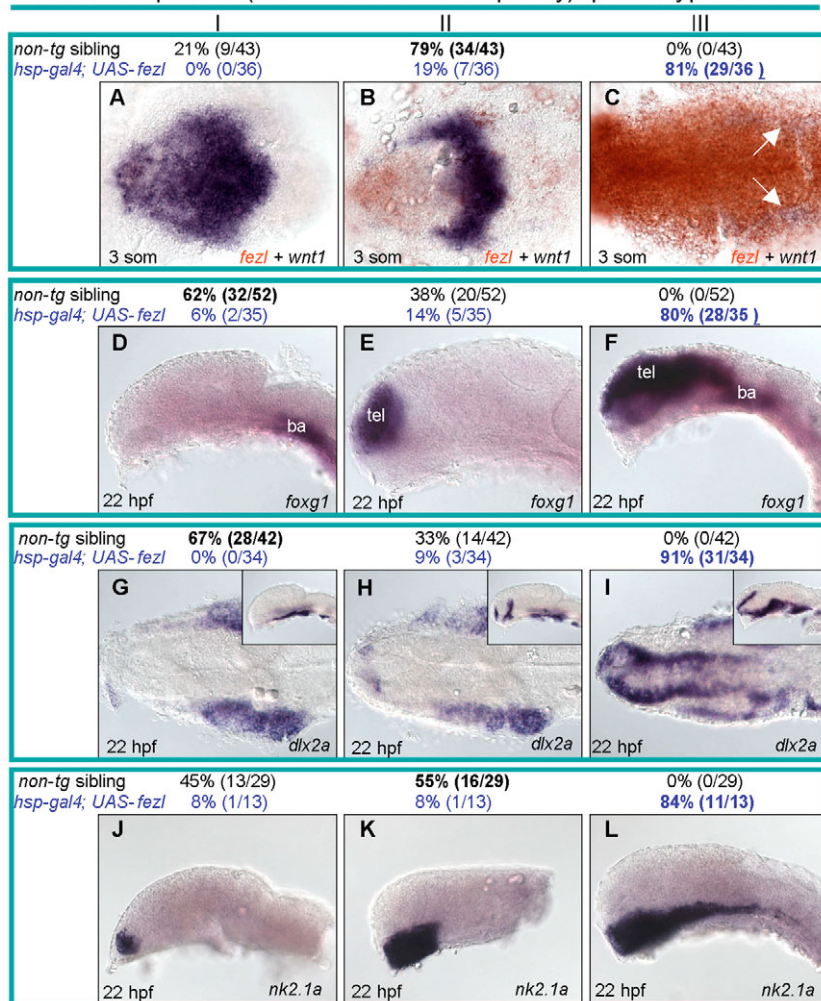 I II III
non-tg sibling 21% (9/43) 79% (34/43) 0% (0/43)
hsp-gal4; UAS-fezl 0% (0/36) 19% (7/36) 81% (29/36 )
A B C
3 som fezl + wnt1 3 som fezl + wnt1 3 som fezl + wnt1
non-tg sibling 62% (32/52) 38% (20/52) 0% (0/52)
hsp-gal4; UAS-fezl 6% (2/35) 14% (5/35) 80% (28/35 )
D E F
tel tel
ba ba
22 hpf foxg1 22 hpf foxg1 22 hpf foxg1
non-tg sibling 67% (28/42) 33% (14/42) 0% (0/42)
hsp-gal4; UAS-fezl 0% (0/34) 9% (3/34) 91% (31/34)
G H I
22 hpf dlx2a 22 hpf dlx2a 22 hpf dlx2a
non-tg sibling 45% (13/29) 55% (16/29) 0% (0/29)
hsp-gal4; UAS-fezl 8% (1/13) 8% (1/13) 84% (11/13)
J K L
22 hpf nk2.1a 22 hpf nk2.1a 22 hpf nk2.1a